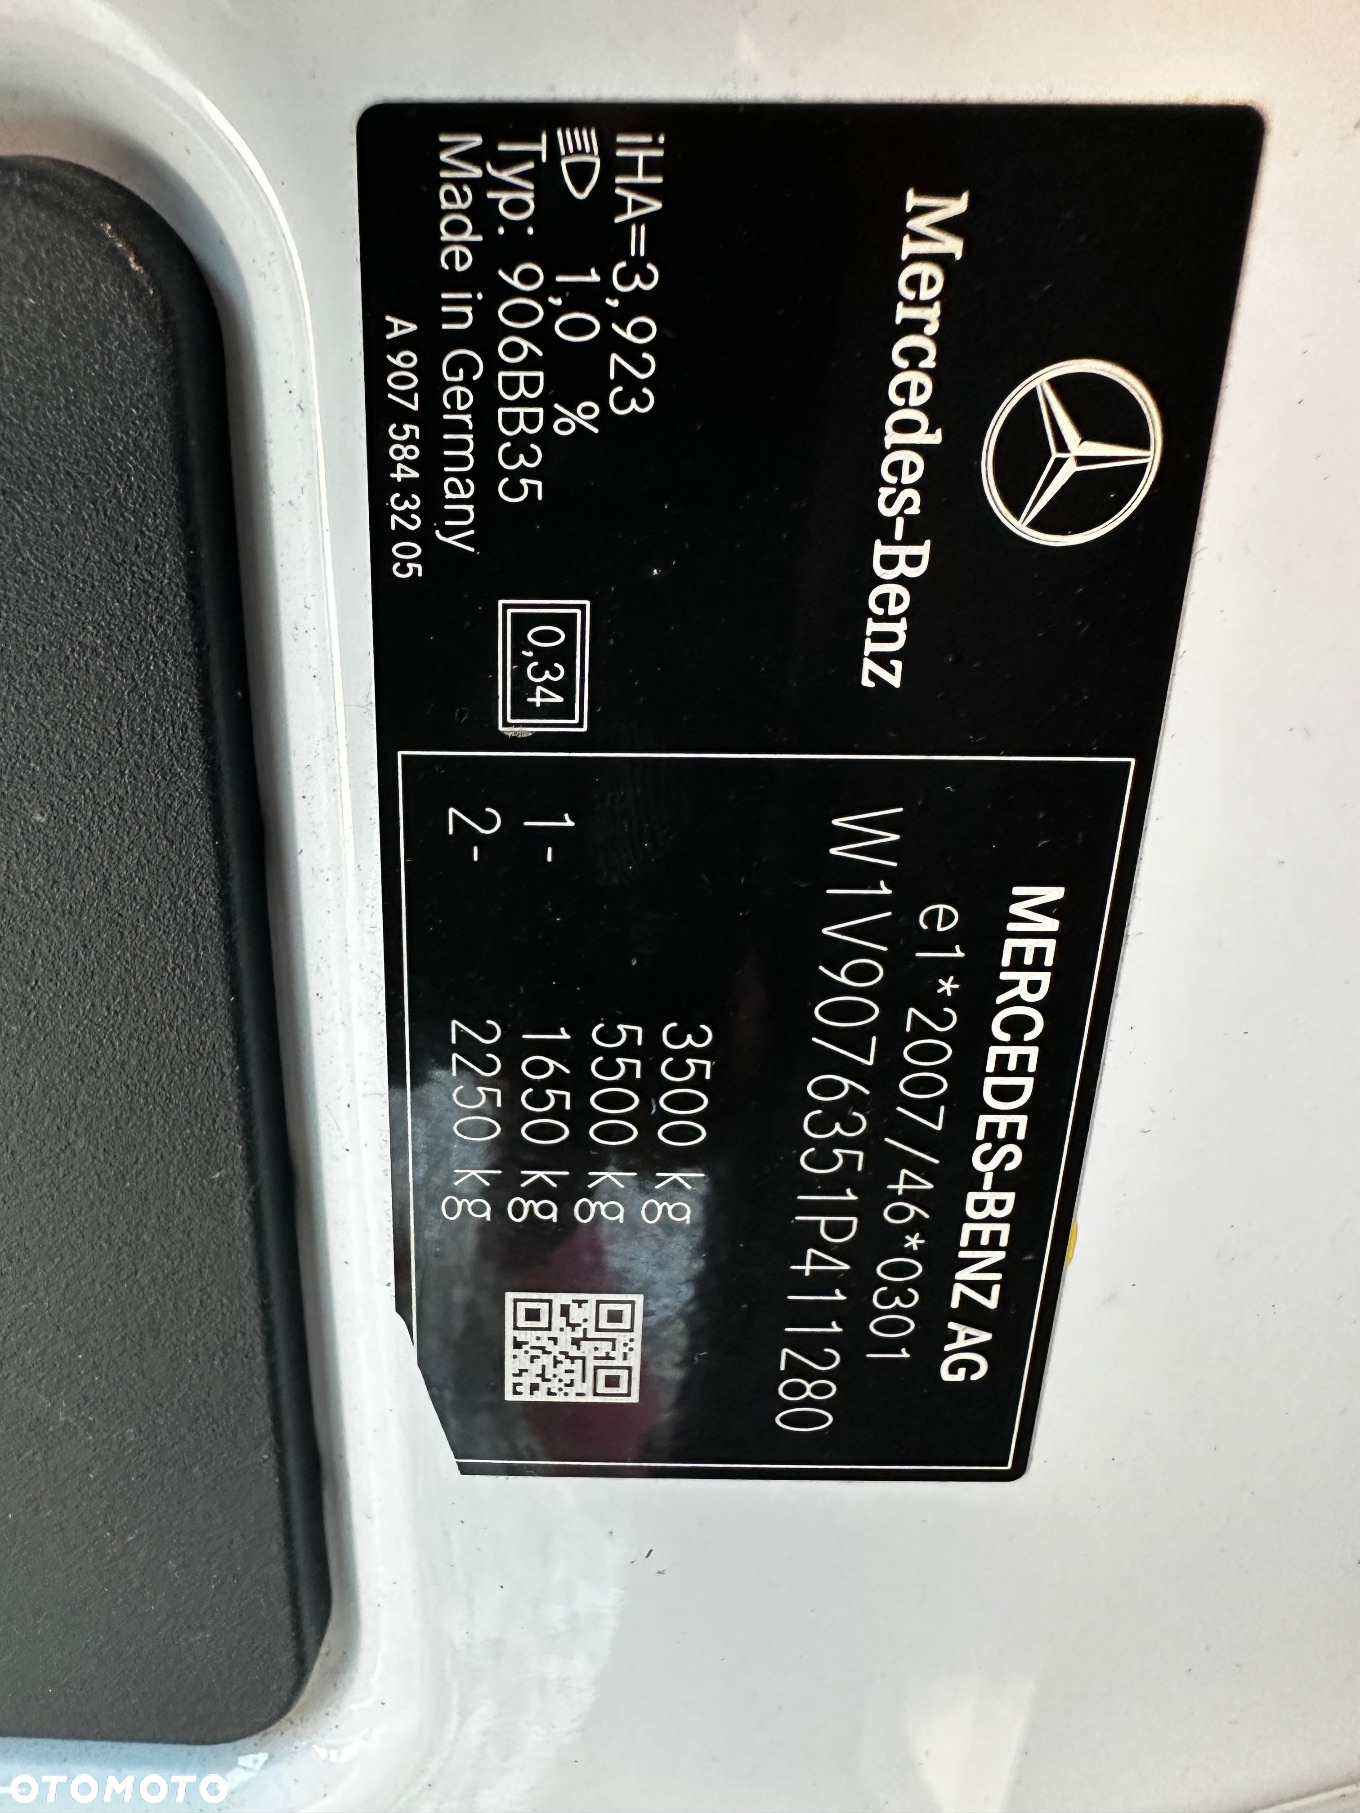 Mercedes-Benz
iHA=3,923
1,0 %
Typ: 906BB35
Made in Germany
A 907 584 32 05
0,34
MERCEDES-BENZ AG
e1*2007/46*0301
W1V9076351P411280
3500 kg
5500 kg
1- 1650 kg
2- 2250 kg
OTOMOTO